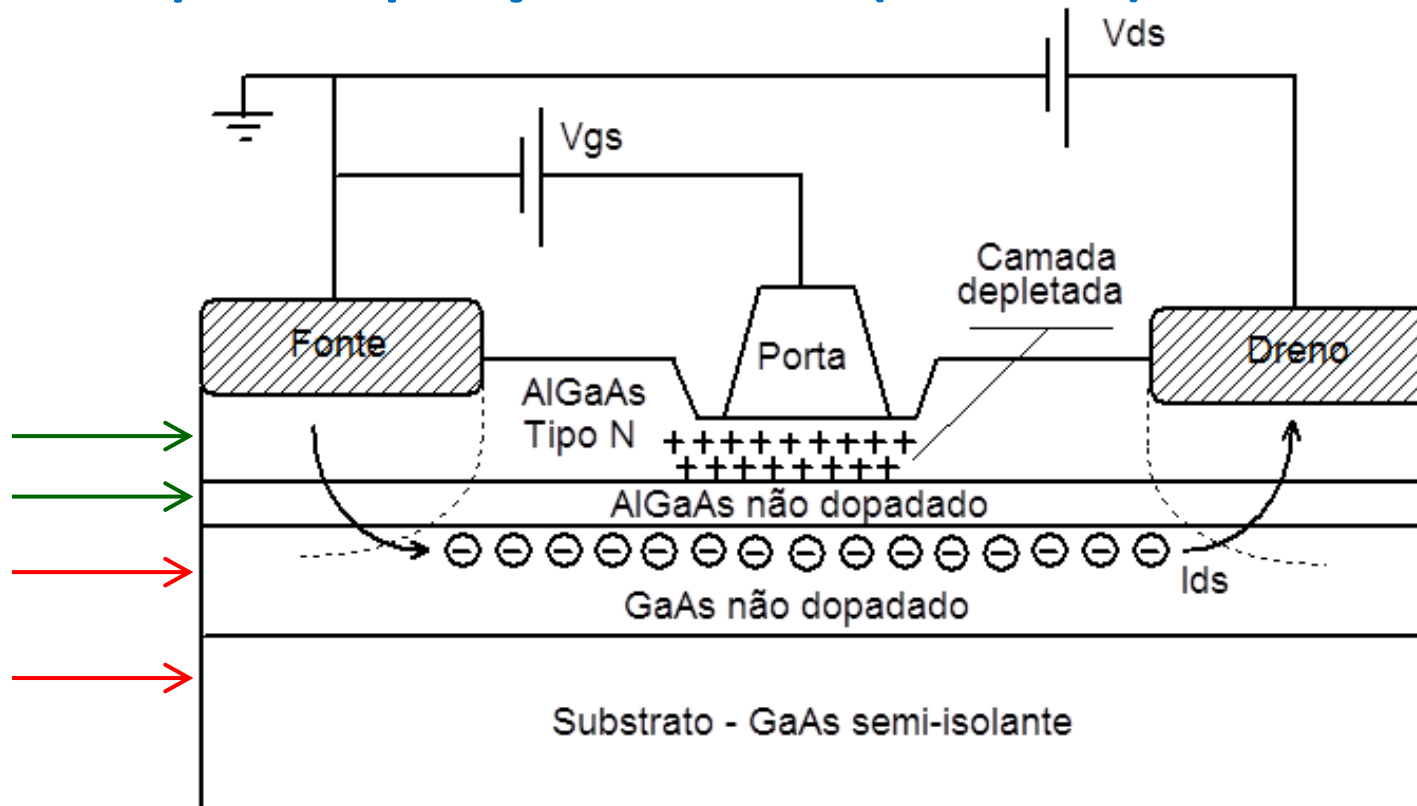 Vds
Vgs
Camada
depletada
Fonte
Porta
Dreno
AlGaAs
Tipo N
AlGaAs não dopadado
Ids
GaAs não dopadado
Substrato - GaAs semi-isolante